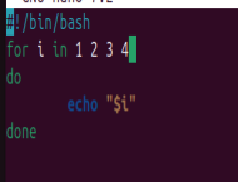 #!/bin/bash
for i in 1 2 3 4
do
        echo "$i"
done